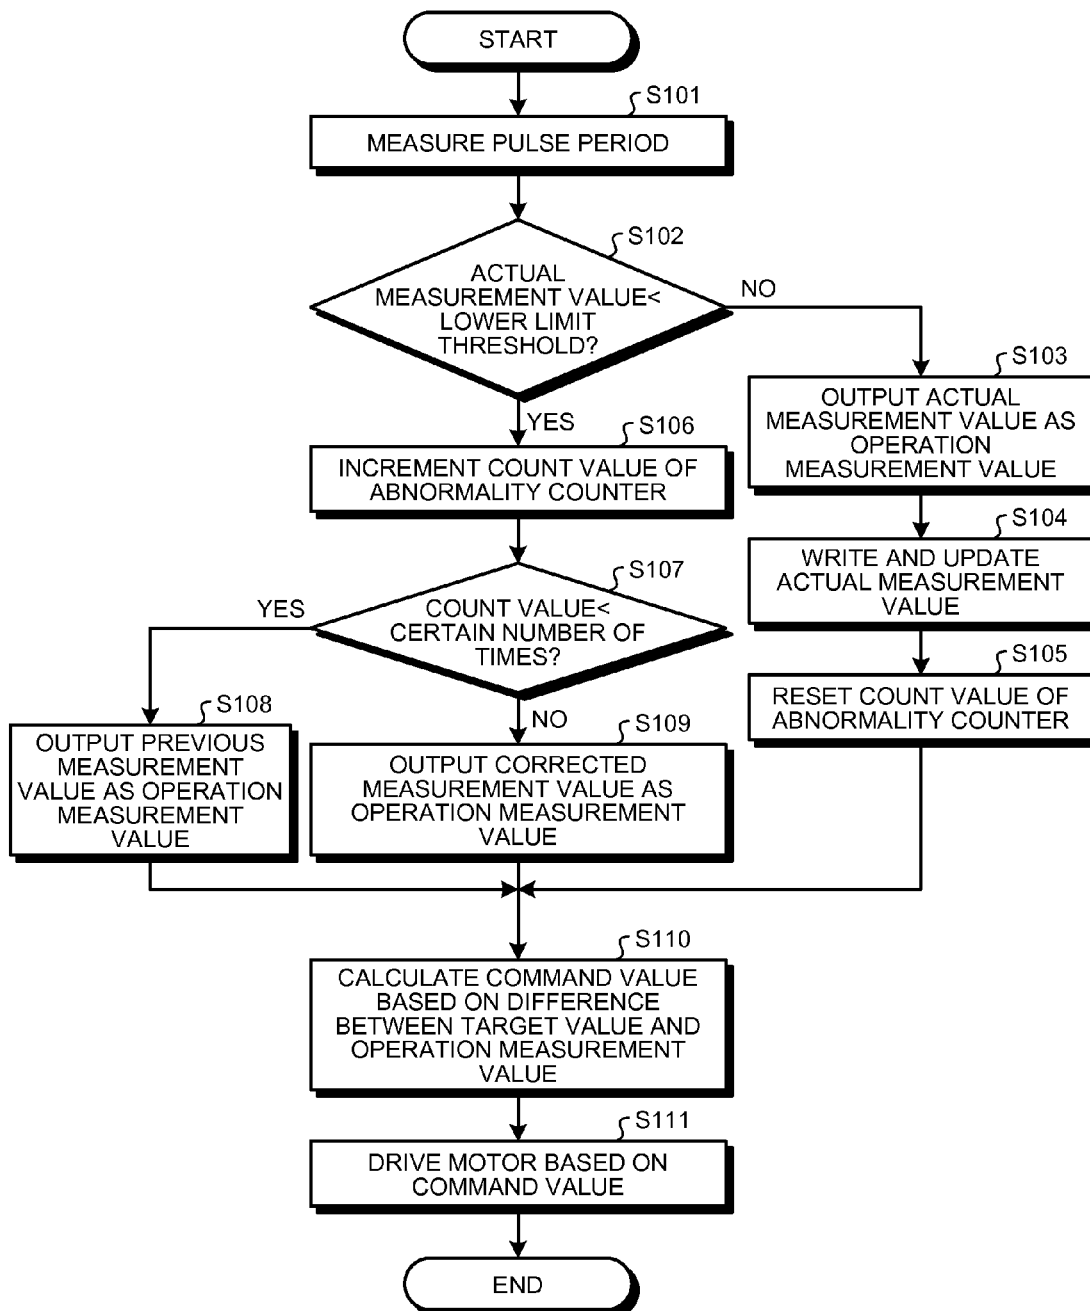 START
S101
MEASURE PULSE PERIOD
S102
ACTUAL
MEASUREMENT VALUE<
LOWER LIMIT
THRESHOLD?
NO
YES
S103
OUTPUT ACTUAL
MEASUREMENT VALUE AS
OPERATION
MEASUREMENT VALUE
S104
WRITE AND UPDATE
ACTUAL MEASUREMENT
VALUE
S105
RESET COUNT VALUE OF
ABNORMALITY COUNTER
S106
INCREMENT COUNT VALUE OF
ABNORMALITY COUNTER
S107
COUNT VALUE<
CERTAIN NUMBER OF
TIMES?
YES
NO
S108
OUTPUT PREVIOUS
MEASUREMENT
VALUE AS OPERATION
MEASUREMENT
VALUE
S109
OUTPUT CORRECTED
MEASUREMENT VALUE AS
OPERATION MEASUREMENT
VALUE
S110
CALCULATE COMMAND VALUE
BASED ON DIFFERENCE
BETWEEN TARGET VALUE AND
OPERATION MEASUREMENT
VALUE
S111
DRIVE MOTOR BASED ON
COMMAND VALUE
END